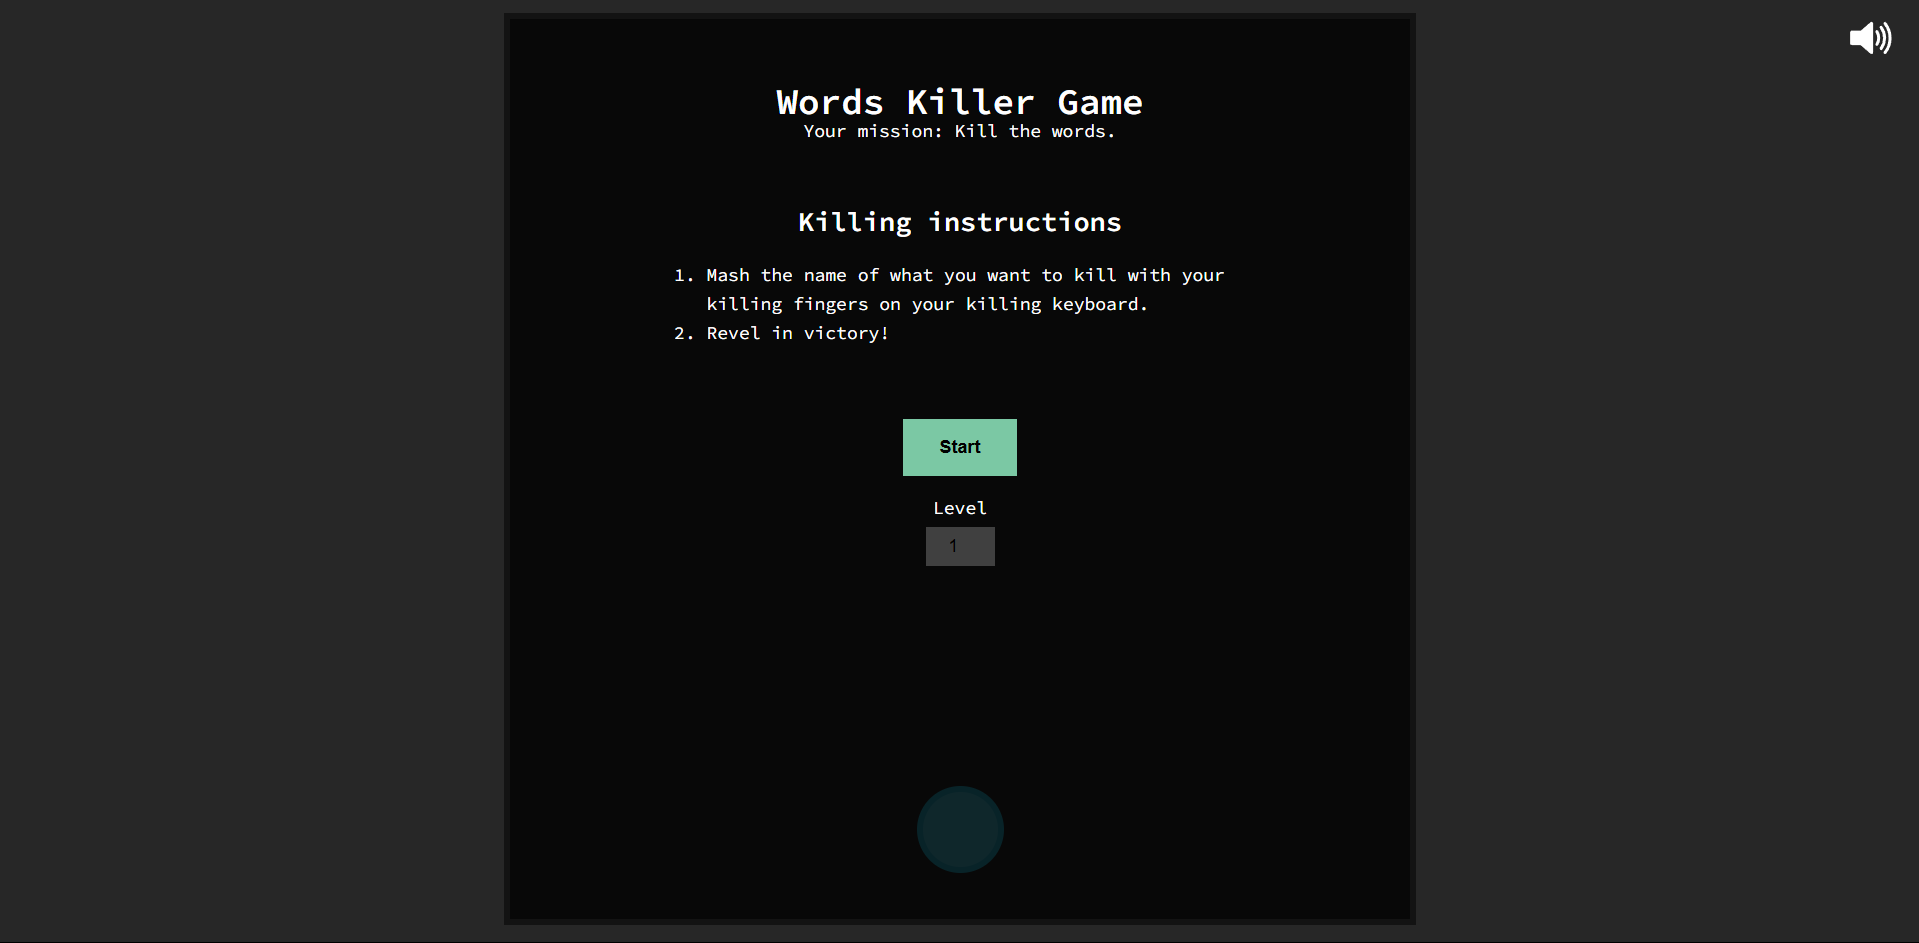 Words Killer Game
Your mission: Kill the words.
Killing instructions
1. Mash the name of what you want to kill with your
killing fingers on your killing keyboard.
2. Revel in victory!
Start
Level
1